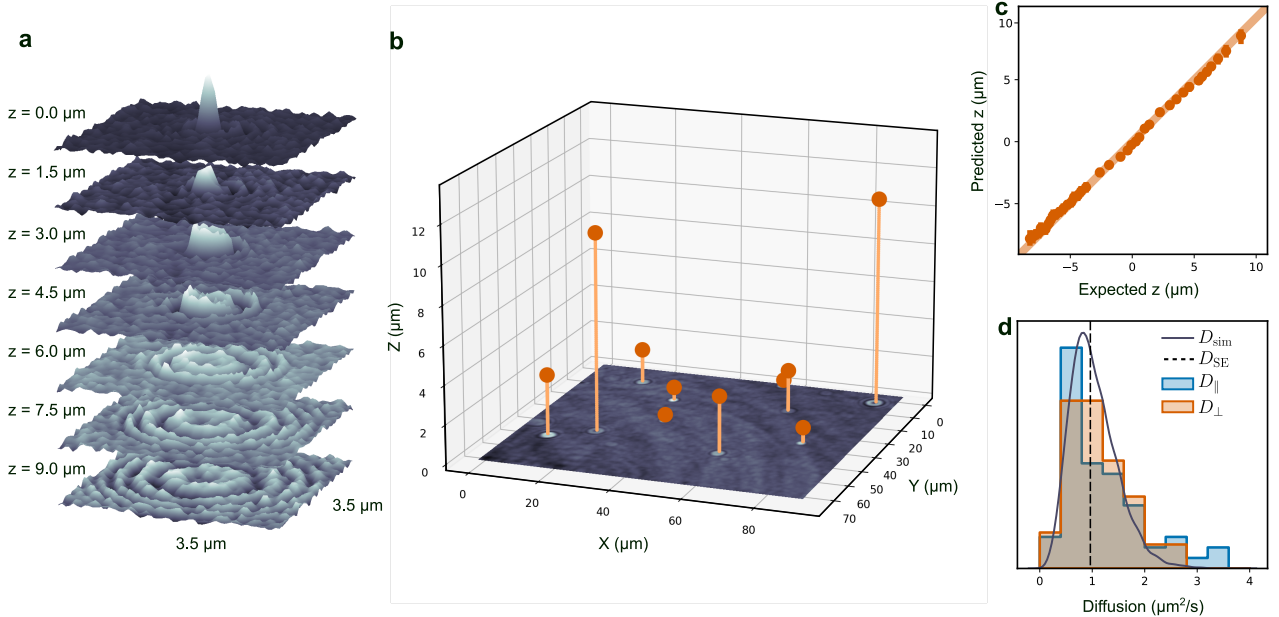 a
z = 0.0 μm
z = 1.5 μm
z = 3.0 μm
z = 4.5 μm
z = 6.0 μm
z = 7.5 μm
z = 9.0 μm
3.5 μm
3.5 μm
b
Z (μm)
12
10
8
6
4
2
0
0
20
40
60
80
X (μm)
0
10
20
30
40
50
60
70
Y (μm)
c
Predicted z (μm)
10
5
0
−5
−5
0
5
10
Expected z (μm)
d
D_sim
D_SE
D_∥
D_⊥
0
1
2
3
4
Diffusion (μm²/s)